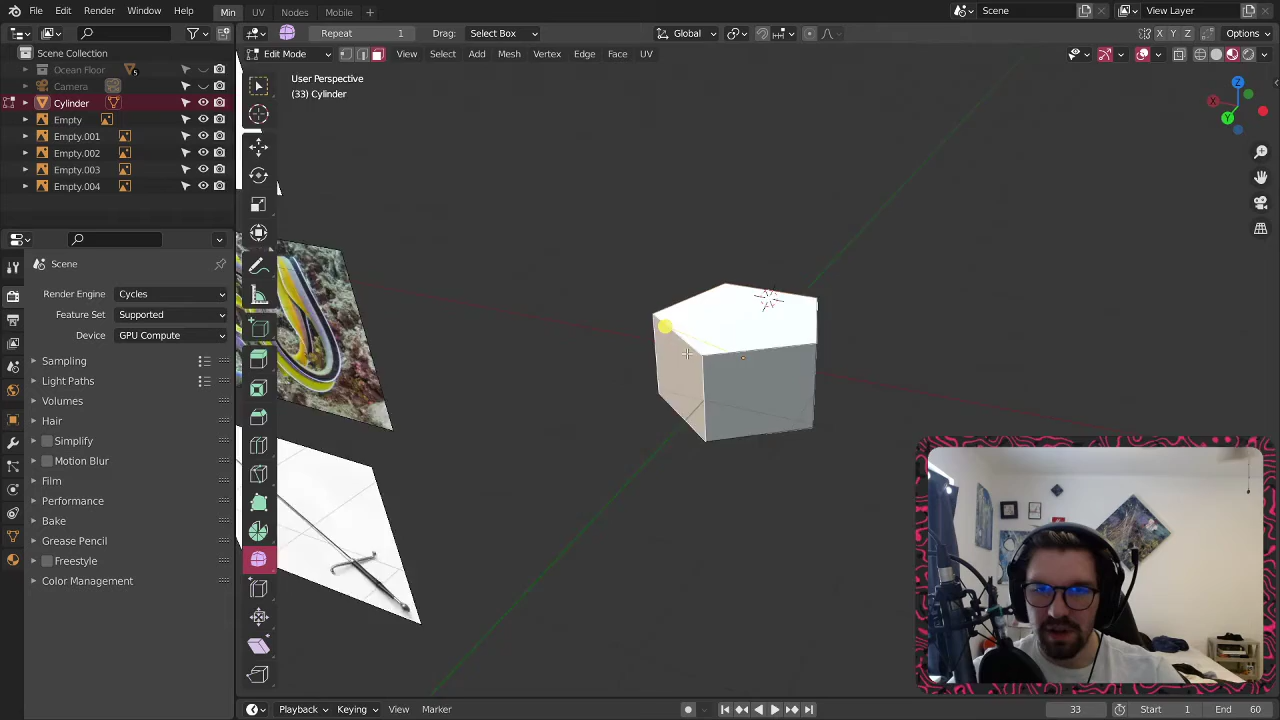 File Edit Render Window Help Min UV Nodes Mobile + Scene View Layer
Repeat 1 Drag: Select Box Global X Y Z Options
Edit Mode View Select Add Mesh Vertex Edge Face UV
Scene Collection
Ocean Floor 5
Camera
Cylinder
Empty
Empty.001
Empty.002
Empty.003
Empty.004
User Perspective
(33) Cylinder
Z
X
Y
Scene
Render Engine Cycles
Feature Set Supported
Device GPU Compute
Sampling
Light Paths
Volumes
Hair
Simplify
Motion Blur
Film
Performance
Bake
Grease Pencil
Freestyle
Color Management
Playback Keying View Marker 33 Start 1 End 60